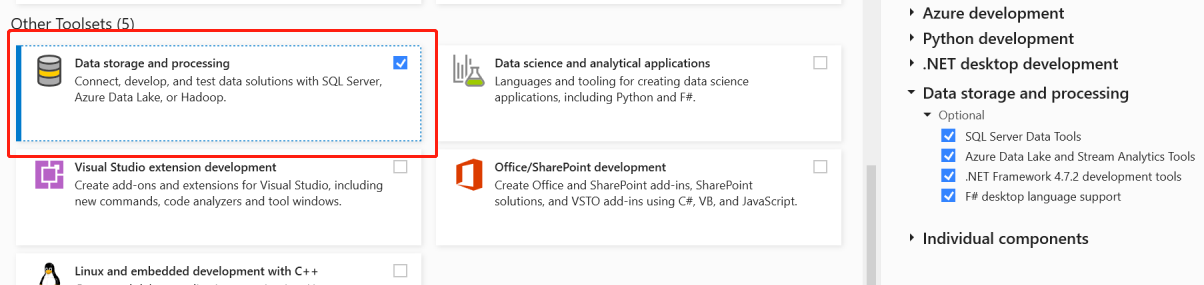 Other Toolsets (5)
Data storage and processing
Connect, develop, and test data solutions with SQL Server,
Azure Data Lake, or Hadoop.
Data science and analytical applications
Languages and tooling for creating data science
applications, including Python and F#.
Visual Studio extension development
Create add-ons and extensions for Visual Studio, including
new commands, code analyzers and tool windows.
Office/SharePoint development
Create Office and SharePoint add-ins, SharePoint
solutions, and VSTO add-ins using C#, VB, and JavaScript.
Linux and embedded development with C++
Azure development
Python development
.NET desktop development
Data storage and processing
Optional
SQL Server Data Tools
Azure Data Lake and Stream Analytics Tools
.NET Framework 4.7.2 development tools
F# desktop language support
Individual components